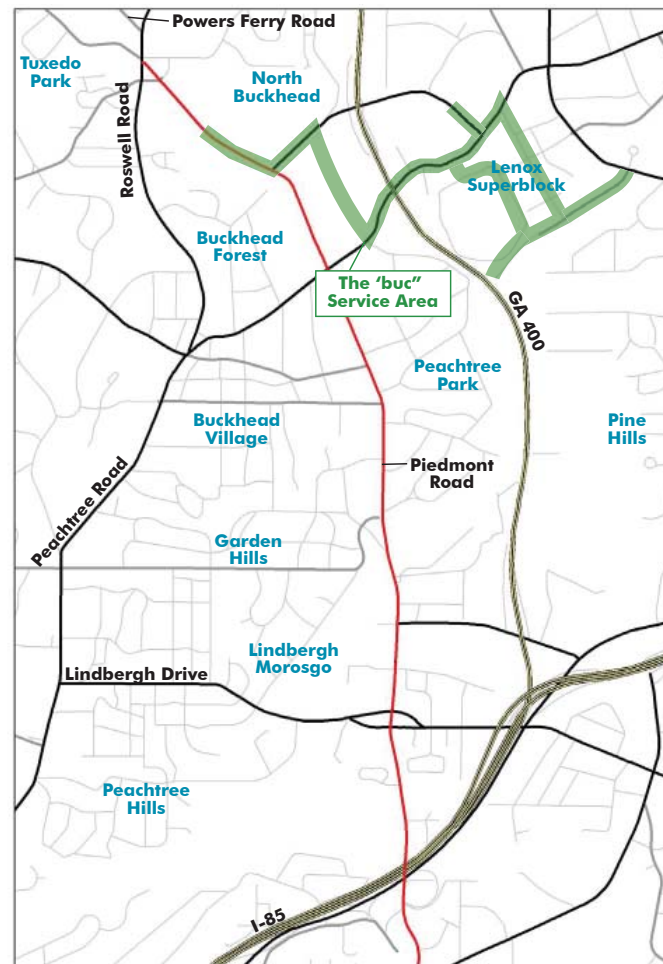 Powers Ferry Road
Tuxedo
Park
North
Buckhead
Roswell Road
Lenox
Superblock
Buckhead
Forest
The ‘buc”
Service Area
GA 400
Peachtree
Park
Buckhead
Village
Pine
Hills
Piedmont
Road
Peachtree Road
Garden
Hills
Lindbergh
Morosgo
Lindbergh Drive
Peachtree
Hills
I-85